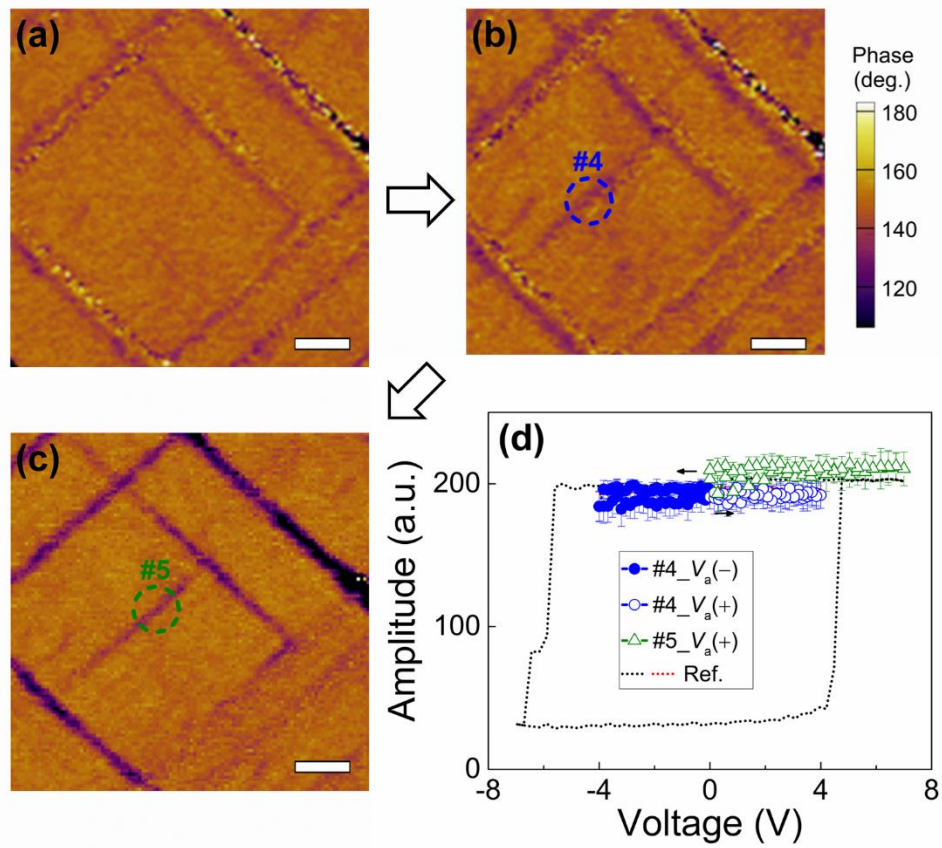 (a)
(b)
Phase
(deg.)
#4
180
160
140
120
(c)
#5
(d)
Amplitude (a.u.)
200
100
0
#4_Va(−)
#4_Va(+)
#5_Va(+)
Ref.
-8
-4
0
4
8
Voltage (V)